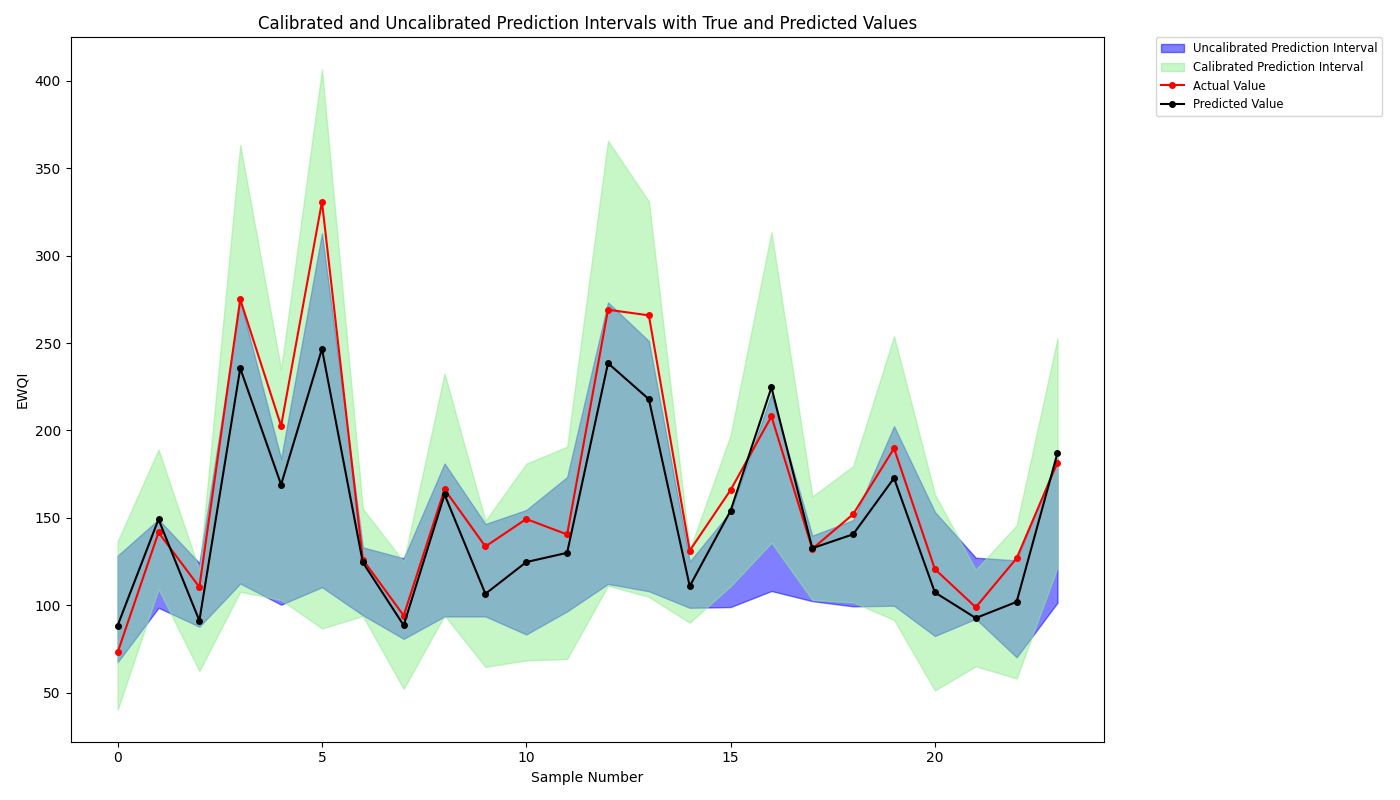 Calibrated and Uncalibrated Prediction Intervals with True and Predicted Values
Uncalibrated Prediction Interval
Calibrated Prediction Interval
Actual Value
Predicted Value
EWQI
400
350
300
250
200
150
100
50
0 5 10 15 20
Sample Number